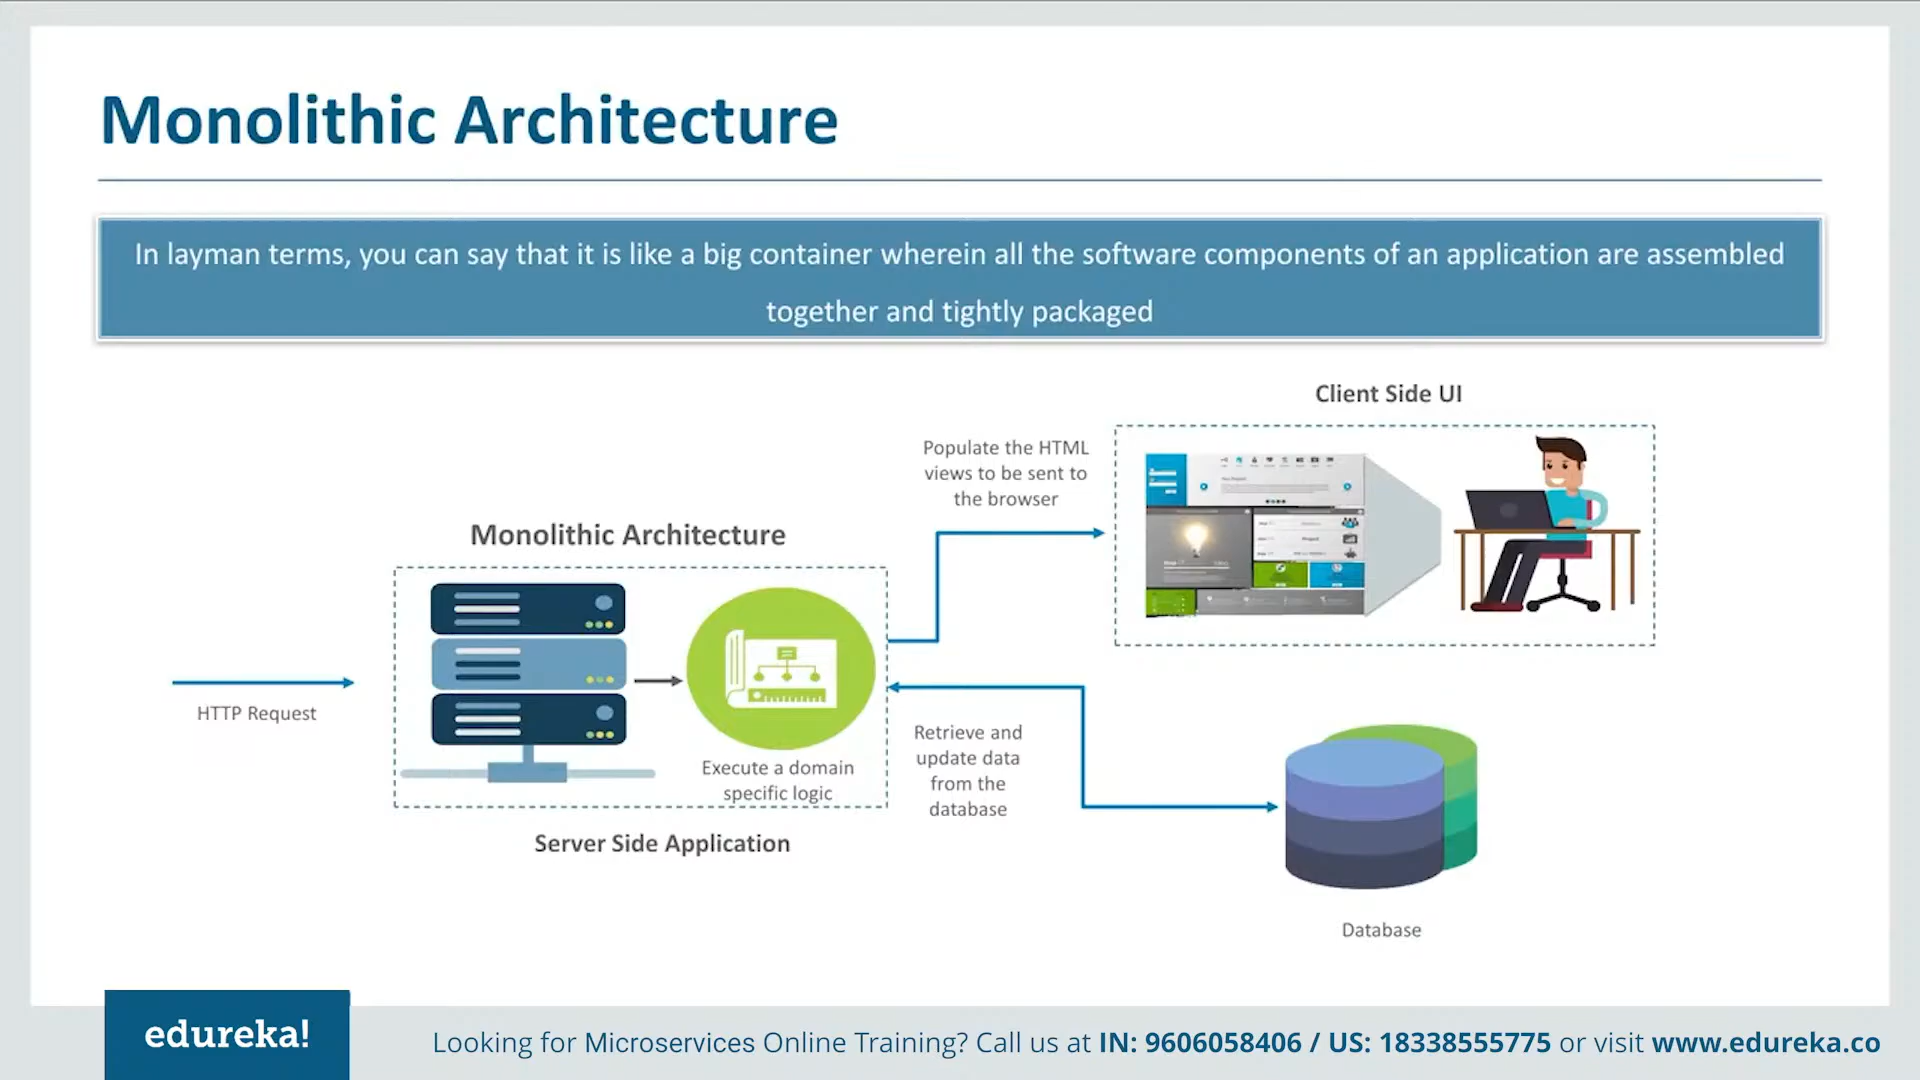 Monolithic Architecture
In layman terms, you can say that it is like a big container wherein all the software components of an application are assembled
together and tightly packaged
Client Side UI
Populate the HTML
views to be sent to
the browser
Monolithic Architecture
HTTP Request
Execute a domain
specific logic
Server Side Application
Retrieve and
update data
from the
database
Database
edureka!
Looking for Microservices Online Training? Call us at IN: 9606058406 / US: 18338555775 or visit www.edureka.co